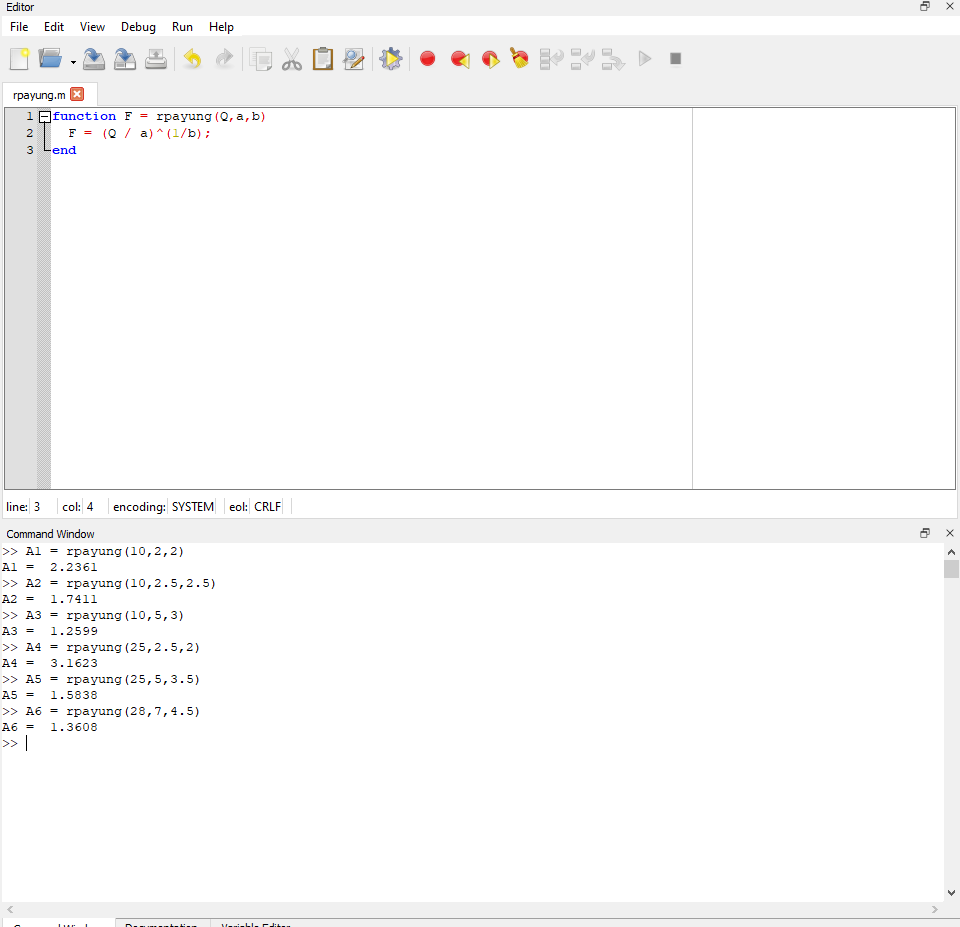 Editor
File Edit View Debug Run Help
rpayung.m
1 function F = rpayung(Q,a,b)
2 F = (Q / a)^(1/b);
3 end
line: 3 col: 4 encoding: SYSTEM eol: CRLF
Command Window
>> A1 = rpayung(10,2,2)
A1 = 2.2361
>> A2 = rpayung(10,2.5,2.5)
A2 = 1.7411
>> A3 = rpayung(10,5,3)
A3 = 1.2599
>> A4 = rpayung(25,2.5,2)
A4 = 3.1623
>> A5 = rpayung(25,5,3.5)
A5 = 1.5838
>> A6 = rpayung(28,7,4.5)
A6 = 1.3608
>>
Command Window Documentation Variable Editor